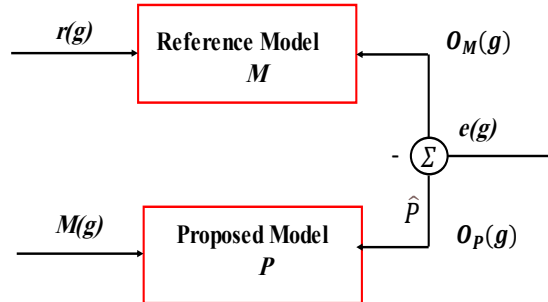 r(g)
Reference Model
M
O_M(g)
e(g)
-
Σ
P̂
M(g)
Proposed Model
P
O_P(g)